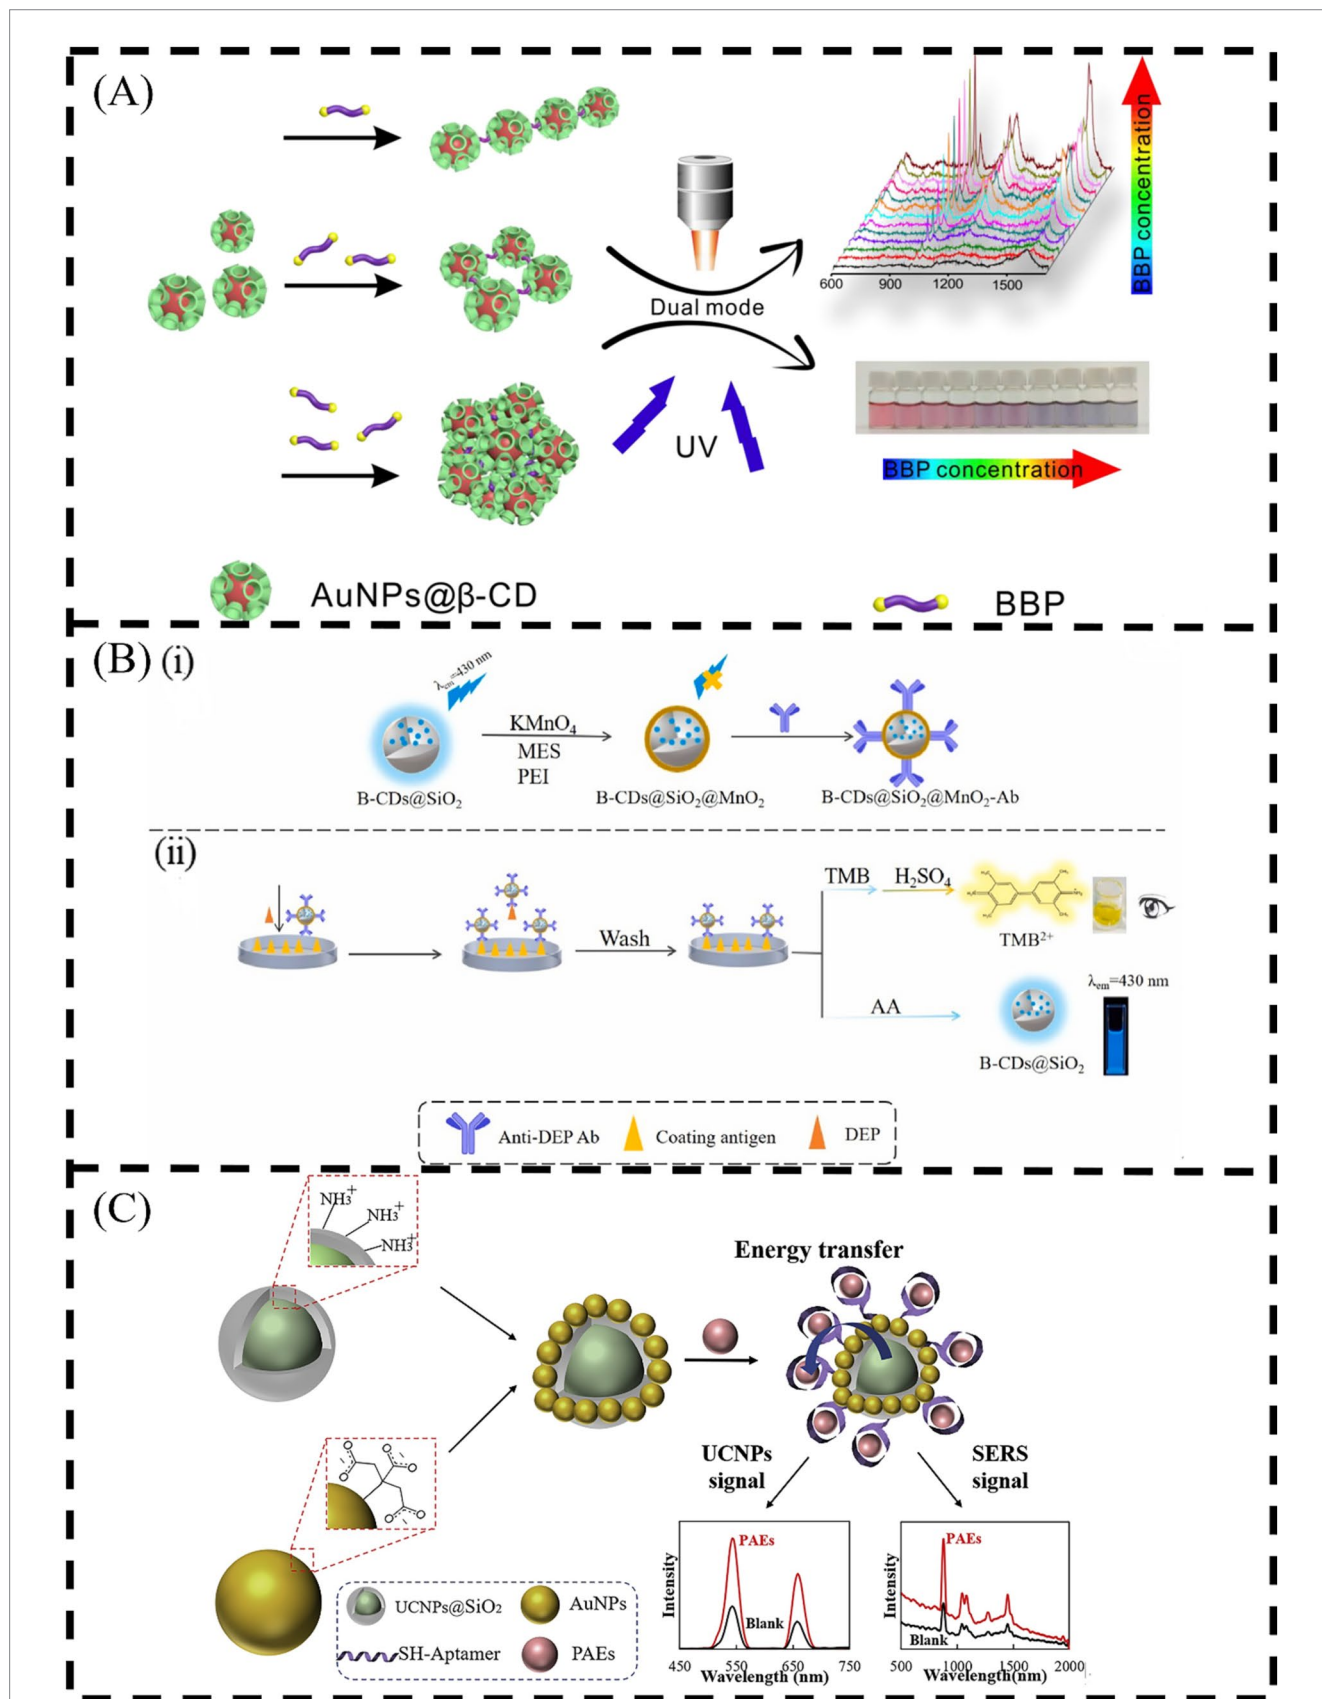 (A)
BBP concentration
600 900 1200 1500
Dual mode
UV
BBP concentration
AuNPs@β-CD
BBP
(B) (i)
λem=430 nm
KMnO4
MES
PEI
B-CDs@SiO2
B-CDs@SiO2@MnO2
B-CDs@SiO2@MnO2-Ab
(ii)
Wash
TMB
H2SO4
TMB2+
AA
λem=430 nm
B-CDs@SiO2
Anti-DEP Ab
Coating antigen
DEP
(C)
NH3+
NH3+
NH3+
Energy transfer
UCNPs
signal
SERS
signal
PAEs
Blank
Intensity
450 550 650 750
Wavelength (nm)
PAEs
Blank
Intensity
500 1000 1500 2000
Wavelength(nm)
UCNPs@SiO2
AuNPs
SH-Aptamer
PAEs